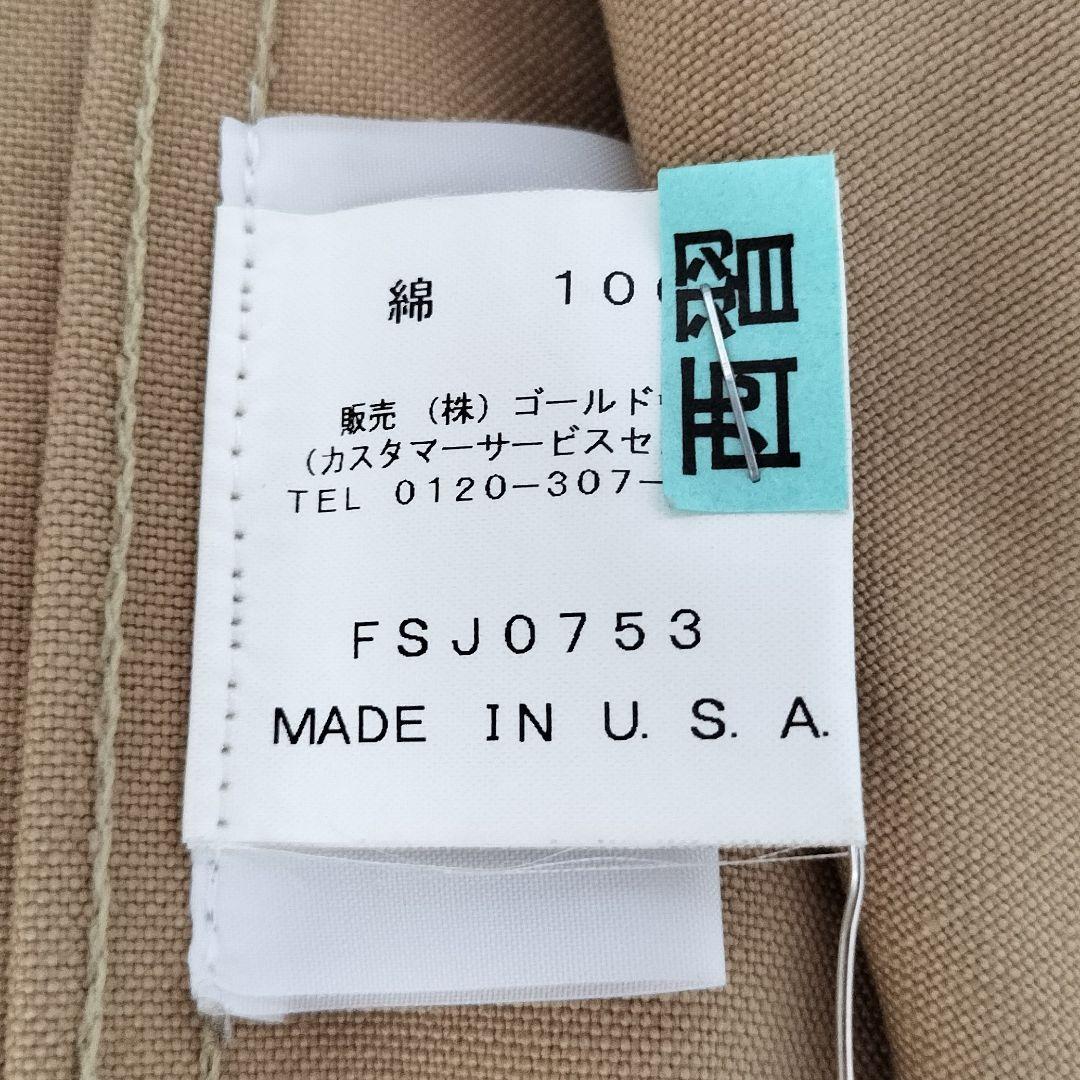 綿 10
販売 (株) ゴールド
(カスタマーサービスセ
TEL 0120-307-
FSJ0753
MADE IN U. S. A.
西